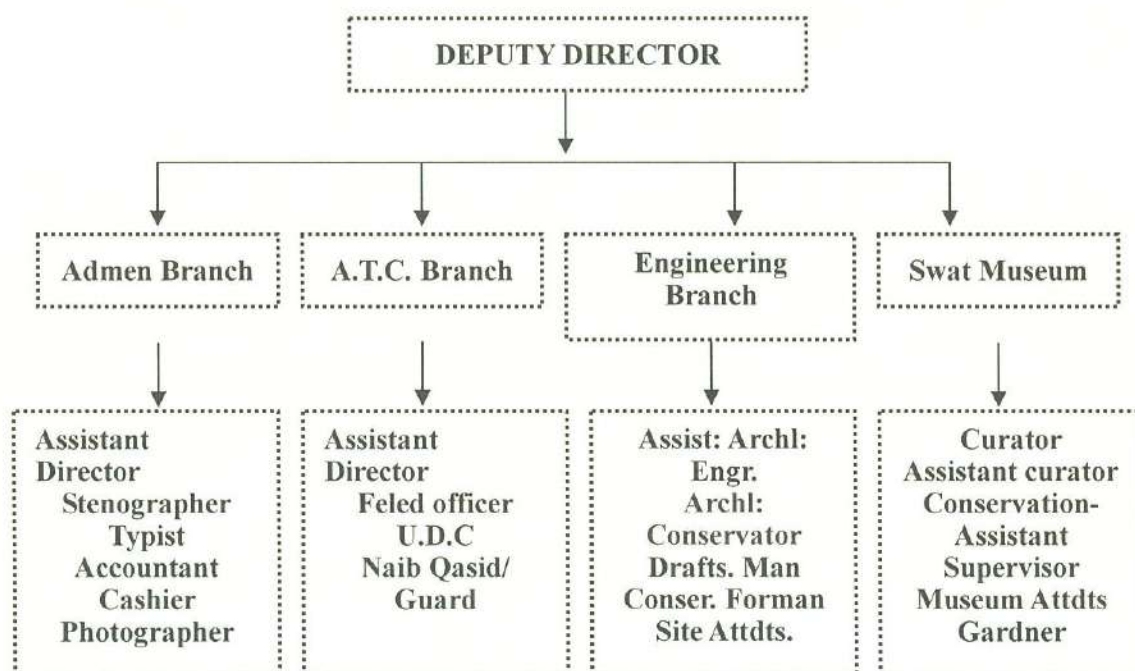 DEPUTY DIRECTOR
Admen Branch
A.T.C. Branch
Engineering
Branch
Swat Museum
Assistant
Director
Stenographer
Typist
Accountant
Cashier
Photographer
Assistant
Director
Feled officer
U.D.C
Naib Qasid/
Guard
Assist: Archl:
Engr.
Archl:
Conservator
Drafts. Man
Conser. Forman
Site Attdts.
Curator
Assistant curator
Conservation-
Assistant
Supervisor
Museum Attdts
Gardner